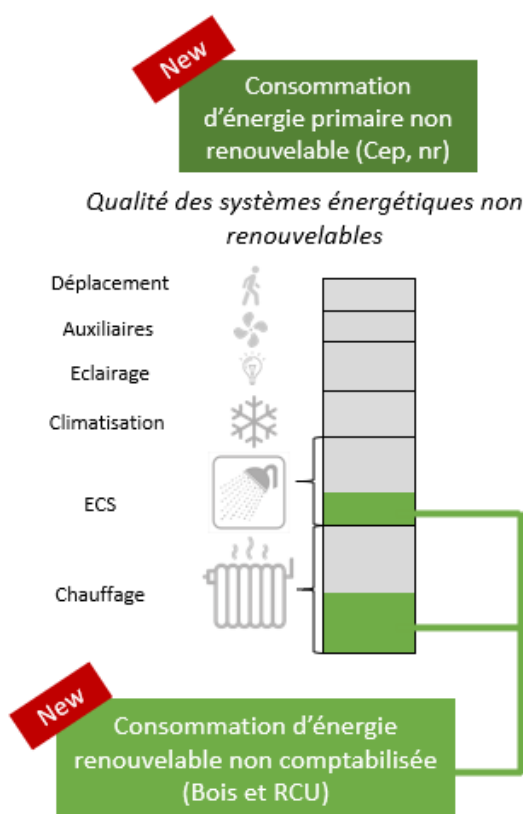 New
Consommation
d'énergie primaire non
renouvelable (Cep, nr)
Qualité des systèmes énergétiques non
renouvelables
Déplacement
Auxiliaires
Eclairage
Climatisation
ECS
Chauffage
New
Consommation d'énergie
renouvelable non comptabilisée
(Bois et RCU)